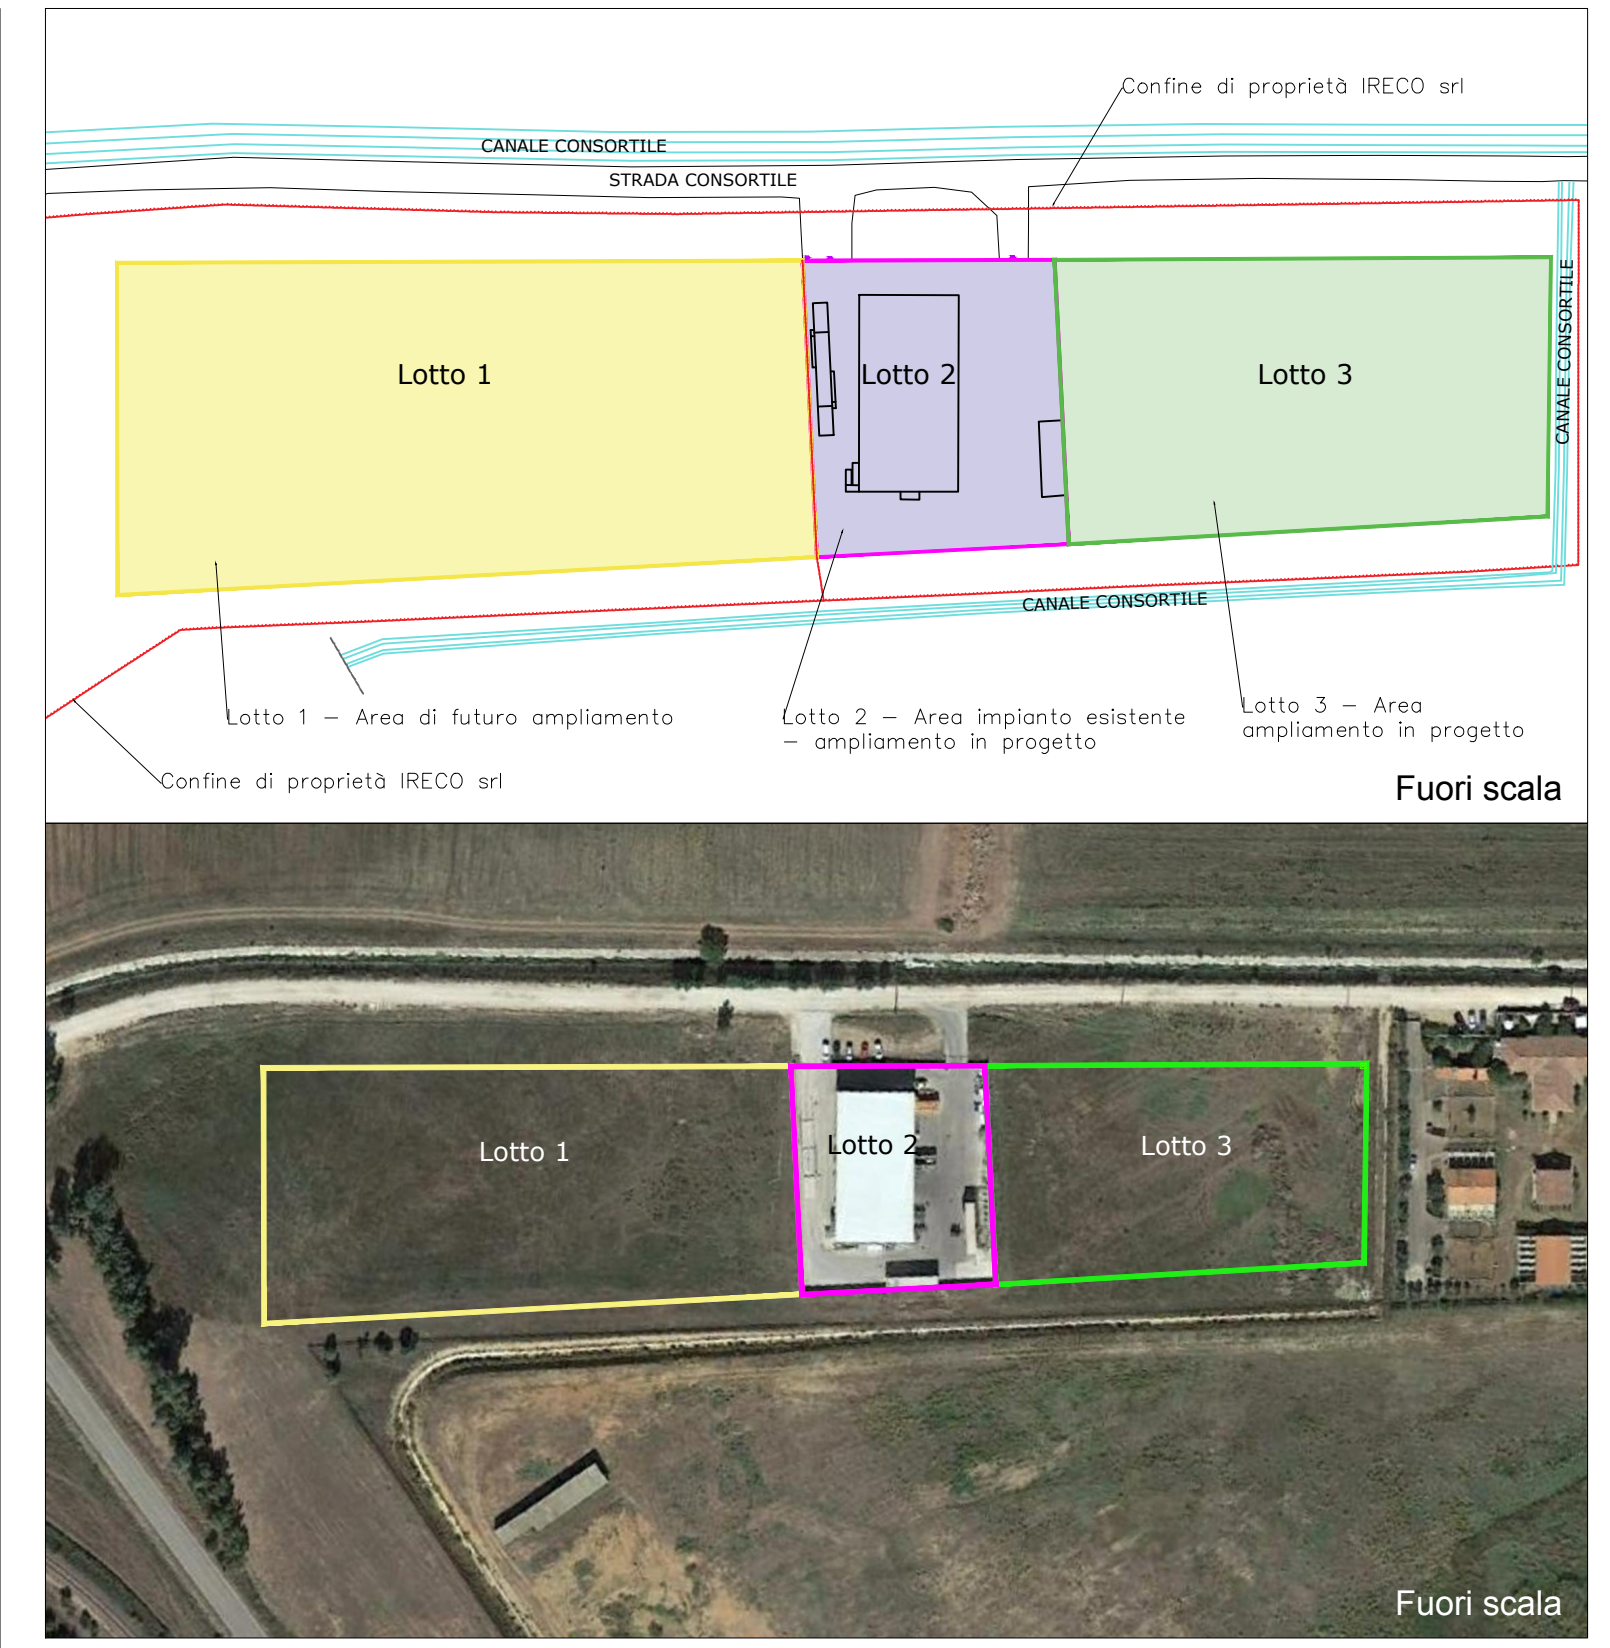 Confine di proprietà IRECO srl
CANALE CONSORTILE
STRADA CONSORTILE
CANALE CONSORTILE
Lotto 1
Lotto 2
Lotto 3
CANALE CONSORTILE
Lotto 1 – Area di futuro ampliamento
Lotto 2 – Area impianto esistente
– ampliamento in progetto
Lotto 3 – Area
ampliamento in progetto
Confine di proprietà IRECO srl
Fuori scala
Lotto 1
Lotto 2
Lotto 3
Fuori scala